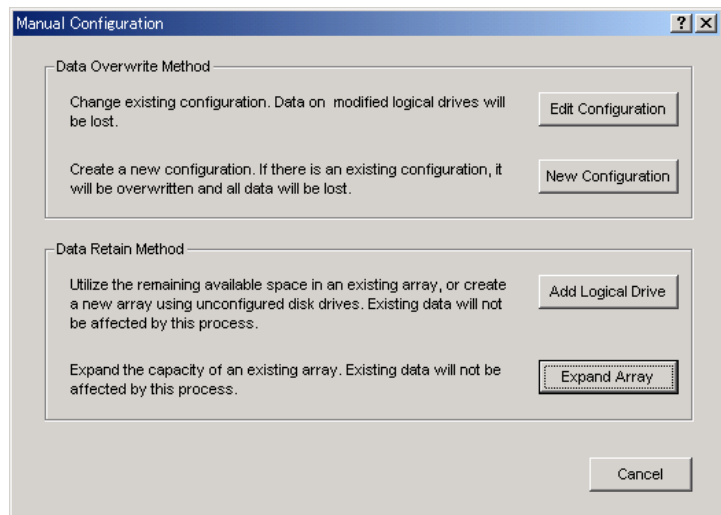 Manual Configuration
Data Overwrite Method
Change existing configuration. Data on modified logical drives will
be lost.
Edit Configuration
Create a new configuration. If there is an existing configuration, it
will be overwritten and all data will be lost.
New Configuration
Data Retain Method
Utilize the remaining available space in an existing array, or create
a new array using unconfigured disk drives. Existing data will not
be affected by this process.
Add Logical Drive
Expand the capacity of an existing array. Existing data will not be
affected by this process.
Expand Array
Cancel